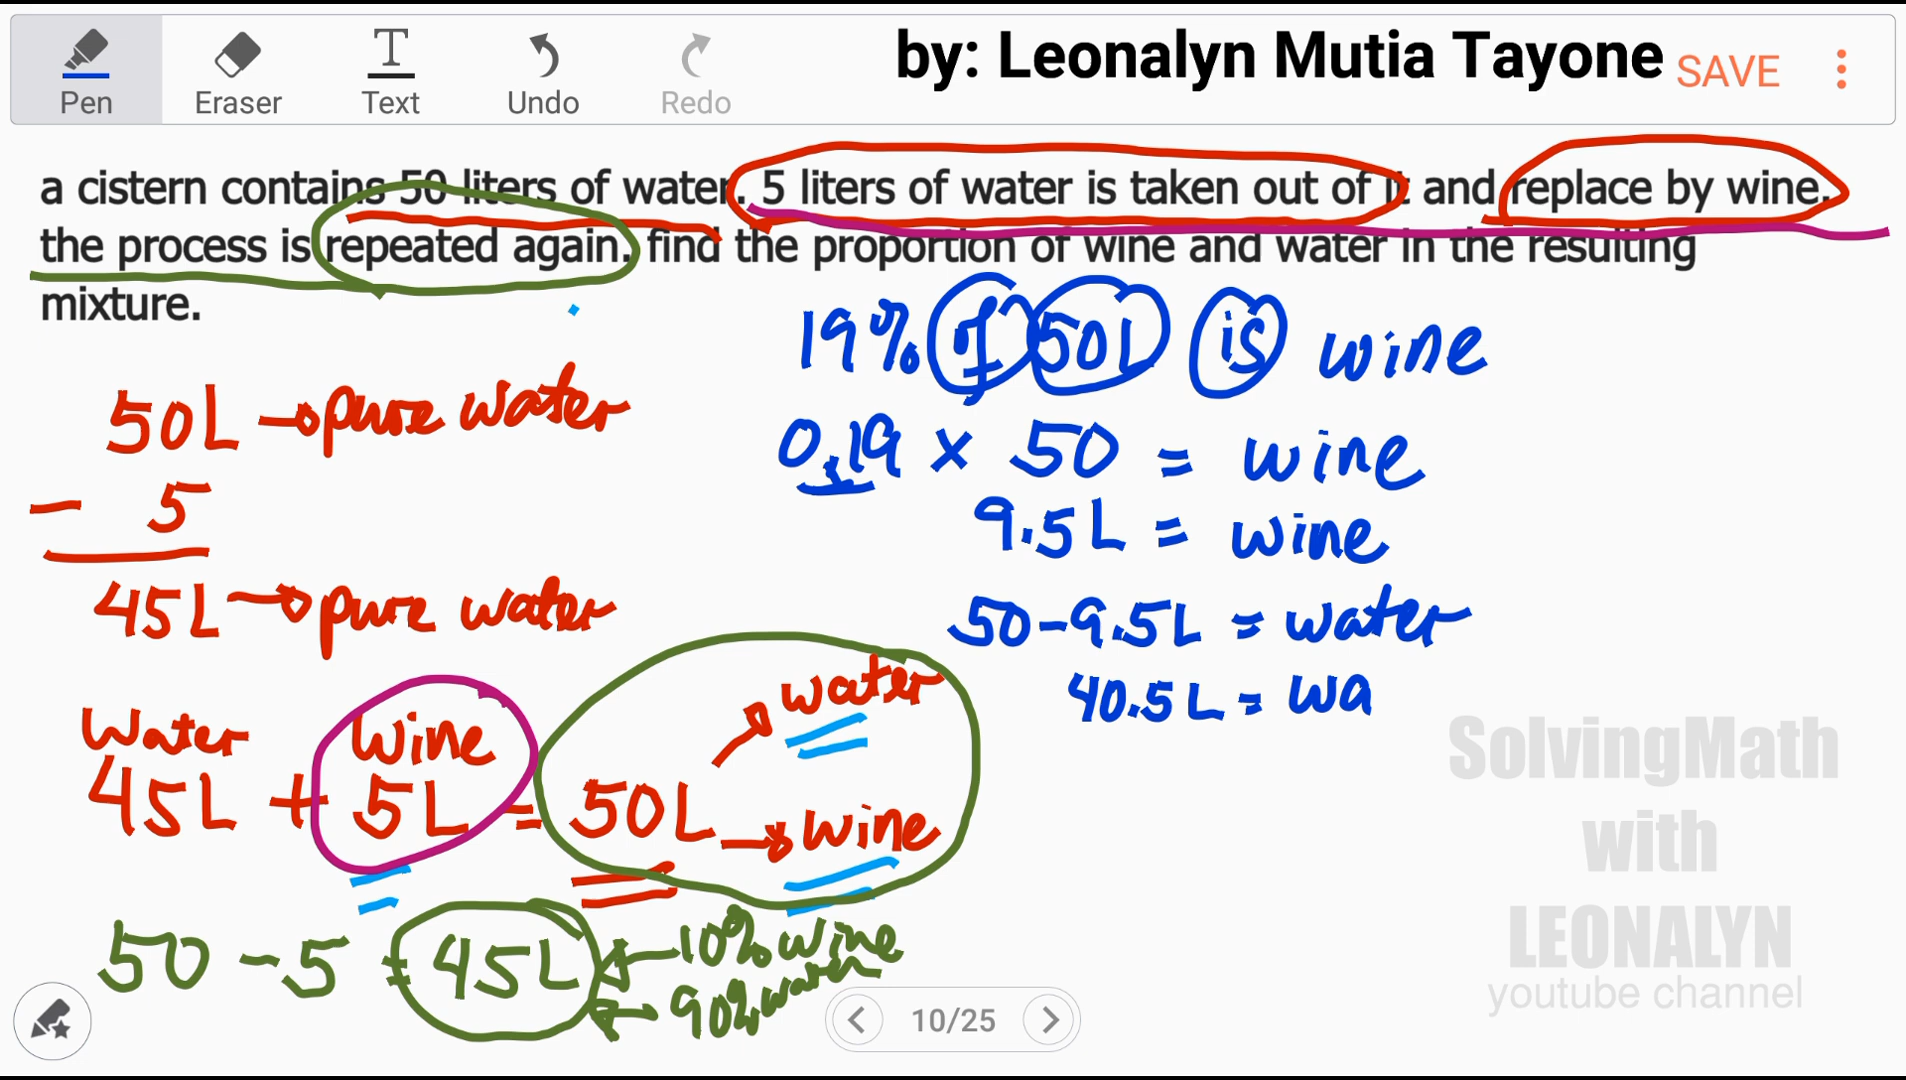 by: Leonalyn Mutia Tayone
Pen Eraser Text Undo Redo SAVE
a cistern contains 50 liters of water. 5 liters of water is taken out of it and replace by wine.
the process is repeated again. find the proportion of wine and water in the resulting
mixture.
19% of 50L is wine
0.19 × 50 = wine
9.5L = wine
50-9.5L = water
40.5L = wa
50L → pure water
- 5
45L → pure water
Water Wine
45L + 5L = 50L → water
→ wine
50 - 5 = 45L ← 10% wine
← 90% water
10/25
SolvingMath
with
LEONALYN
youtube channel